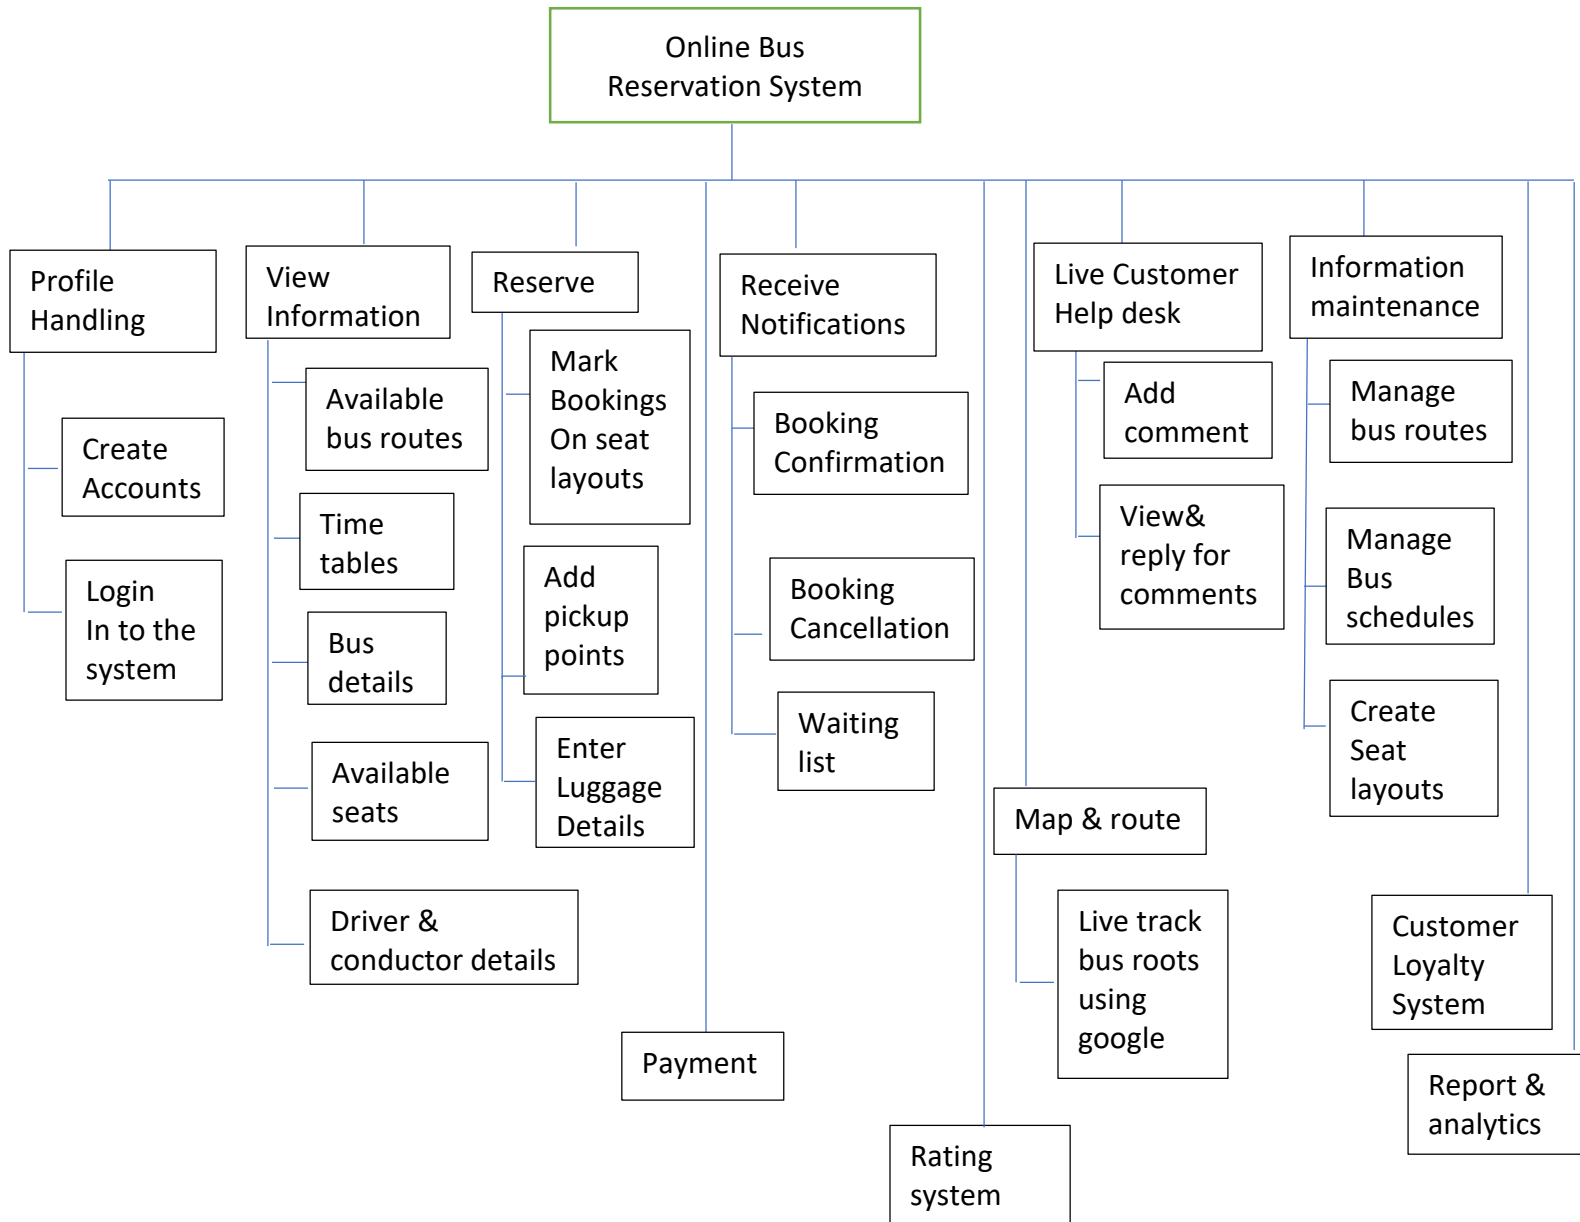 Online Bus
Reservation System
Profile
Handling
Create
Accounts
Login
In to the
system
View
Information
Available
bus routes
Time
tables
Bus
details
Available
seats
Driver &
conductor details
Reserve
Mark
Bookings
On seat
layouts
Add
pickup
points
Enter
Luggage
Details
Payment
Receive
Notifications
Booking
Confirmation
Booking
Cancellation
Waiting
list
Rating
system
Map & route
Live track
bus roots
using
google
Live Customer
Help desk
Add
comment
View&
reply for
comments
Information
maintenance
Manage
bus routes
Manage
Bus
schedules
Create
Seat
layouts
Customer
Loyalty
System
Report &
analytics